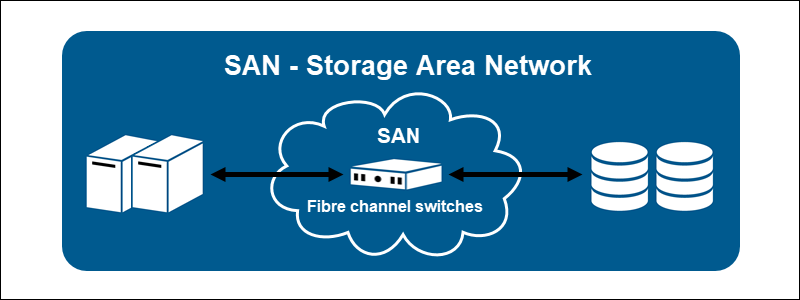 SAN - Storage Area Network
SAN
Fibre channel switches